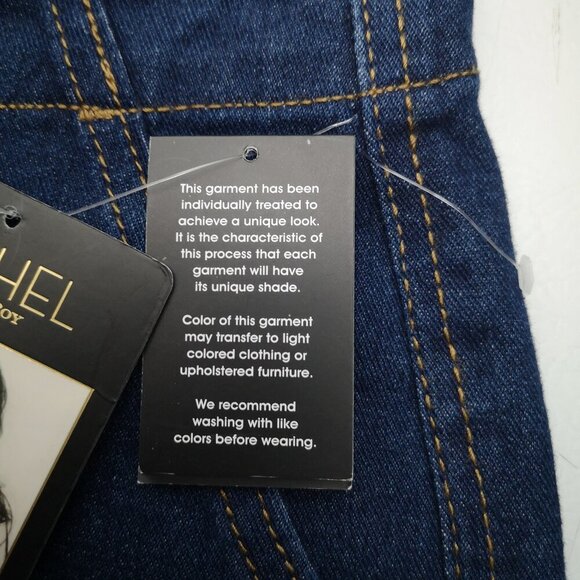 HEL
ROY
This garment has been
individually treated to
achieve a unique look.
It is the characteristic of
this process that each
garment will have
its unique shade.
Color of this garment
may transfer to light
colored clothing or
upholstered furniture.
We recommend
washing with like
colors before wearing.